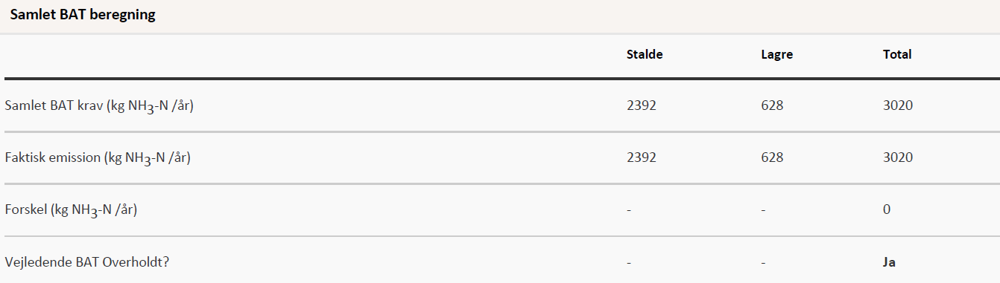 Samlet BAT beregning
Stalde Lagre Total
Samlet BAT krav (kg NH3-N /år) 2392 628 3020
Faktisk emission (kg NH3-N /år) 2392 628 3020
Forskel (kg NH3-N /år) - - 0
Vejledende BAT Overholdt? - - Ja